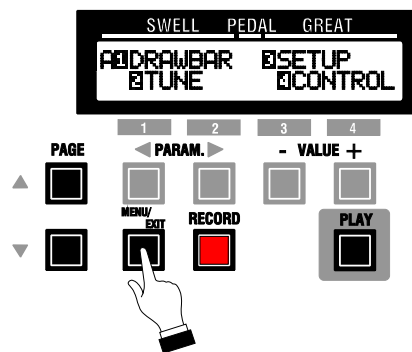 SWELL PEDAL GREAT
A1DRAWBAR 3SETUP
2TUNE 4CONTROL
1 2 3 4
PAGE PARAM. - VALUE +
MENU/
EXIT
RECORD
PLAY